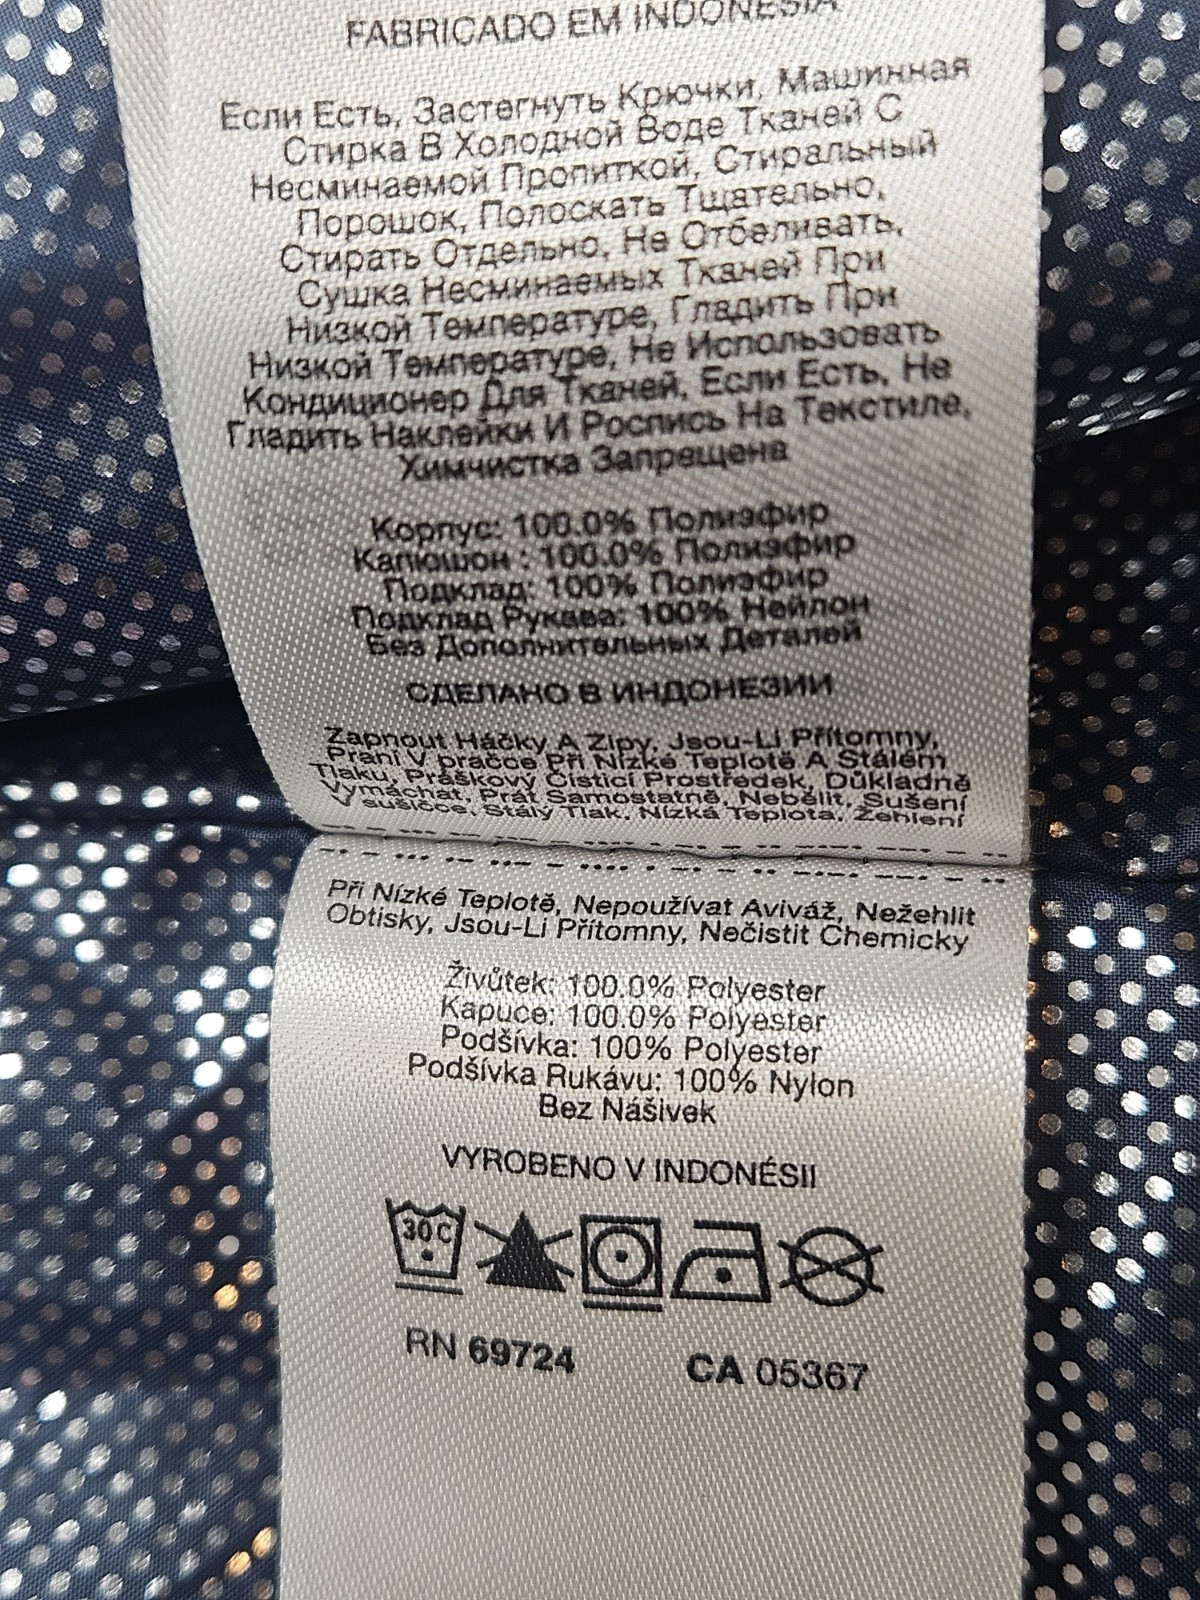 FABRICADO EM INDONESIA
Если Есть, Застегнуть Крючки, Машинная
Стирка В Холодной Воде Тканей С
Несминаемой Пропиткой, Стиральный
Порошок, Полоскать Тщательно,
Стирать Отдельно, Не Отбеливать,
Сушка Несминаемых Тканей При
Низкой Температуре, Гладить При
Низкой Температуре, Не Использовать
Кондиционер Для Тканей, Если Есть, Не
Гладить Наклейки И Роспись На Текстиле,
Химчистка Запрещена
Корпус: 100.0% Полиэфир
Капюшон : 100.0% Полиэфир
Подклад: 100% Полиэфир
Подклад Рукава: 100% Нейлон
Без Дополнительных Деталей
СДЕЛАНО В ИНДОНЕЗИИ
Zapnout Háčky A Zipy, Jsou-Li Přítomny,
Praní V pračce Při Nízké Teplotě A Stálém
Tlaku, Práškový Čisticí Prostředek, Důkladně
Vymáchat, Prát Samostatně, Nebělit, Sušení
V sušičce, Stálý Tlak, Nízká Teplota, Žehlení
Při Nízké Teplotě, Nepoužívat Aviváž, Nežehlit
Obtisky, Jsou-Li Přítomny, Nečistit Chemicky
Živůtek: 100.0% Polyester
Kapuce: 100.0% Polyester
Podšívka: 100% Polyester
Podšívka Rukávu: 100% Nylon
Bez Nášivek
VYROBENO V INDONÉSII
30C
RN 69724 CA 05367